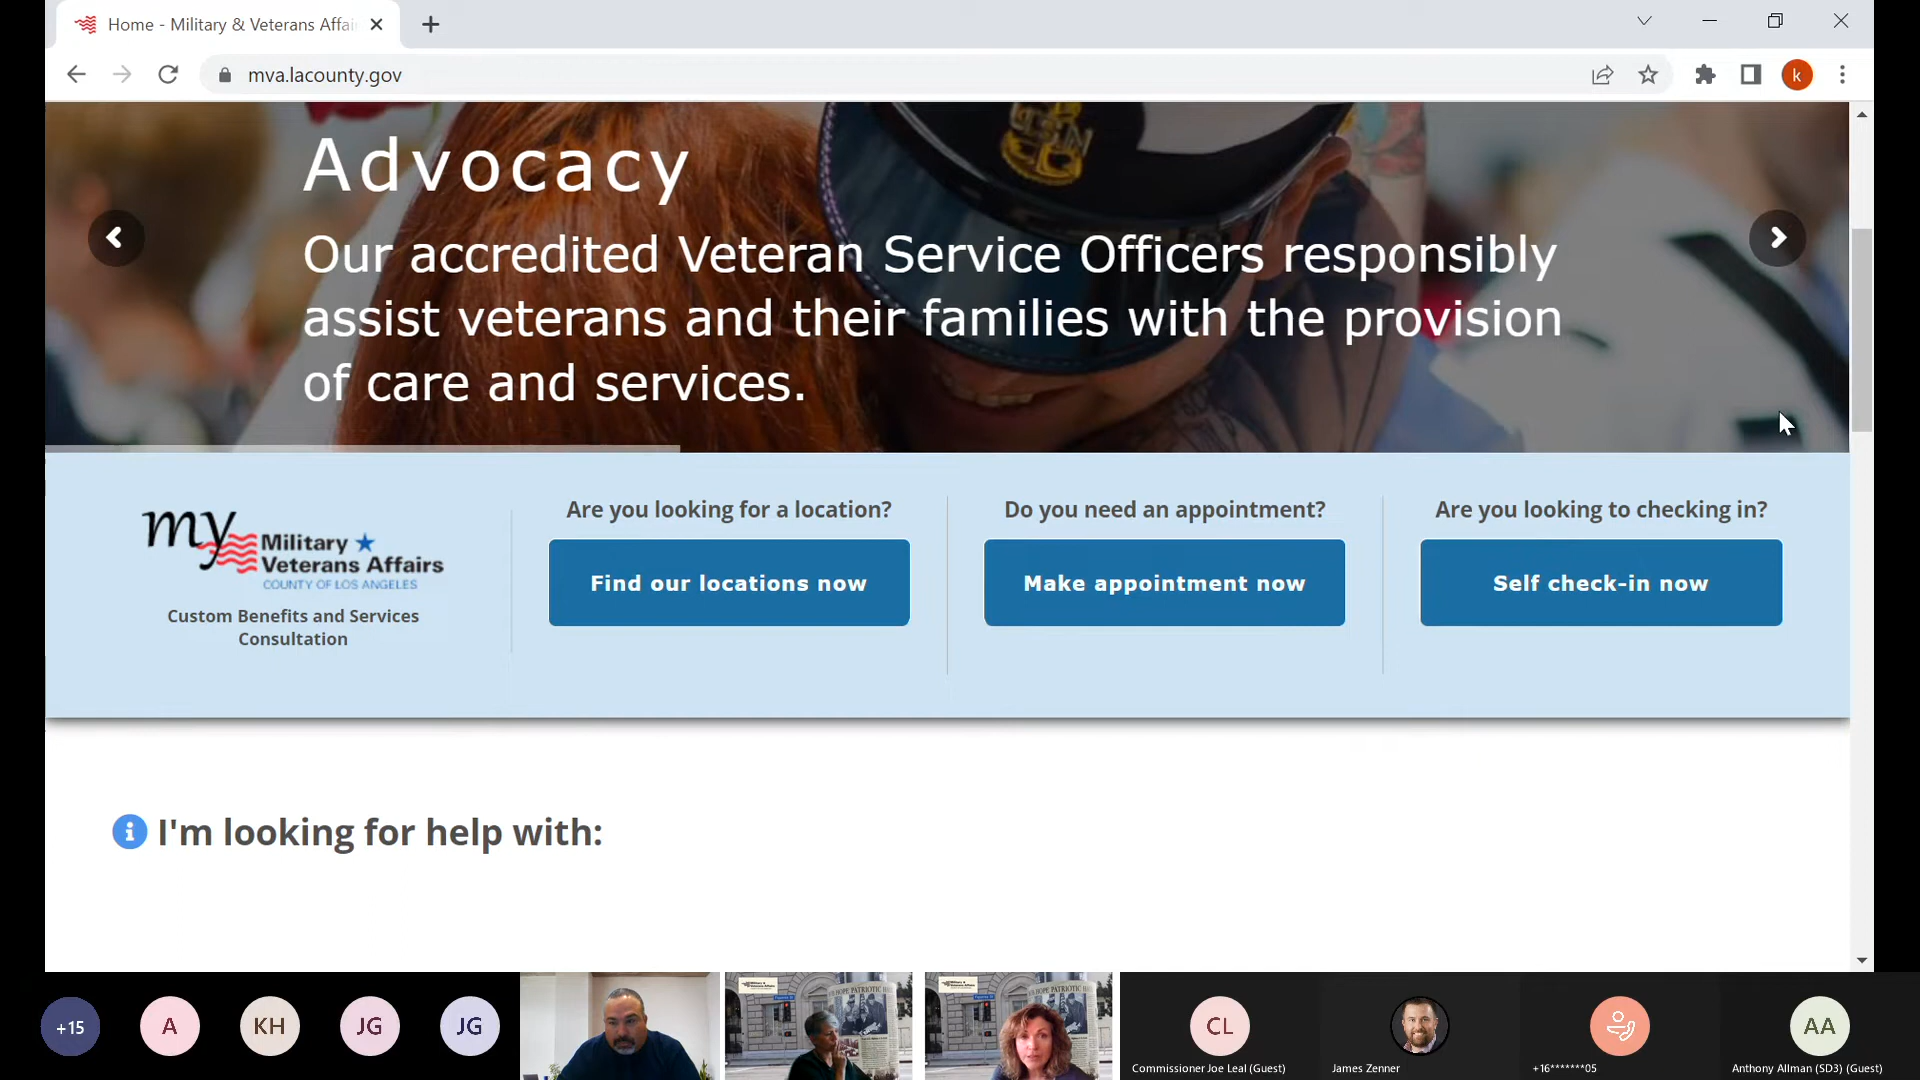 Home - Military & Veterans Affai
mva.lacounty.gov
k
Advocacy
Our accredited Veteran Service Officers responsibly
assist veterans and their families with the provision
of care and services.
my
Military
Veterans Affairs
COUNTY OF LOS ANGELES
Custom Benefits and Services
Consultation
Are you looking for a location?
Find our locations now
Do you need an appointment?
Make appointment now
Are you looking to checking in?
Self check-in now
I'm looking for help with:
+15
A
KH
JG
JG
CL
AA
Commissioner Joe Leal (Guest)
James Zenner
+16*******05
Anthony Allman (SD3) (Guest)